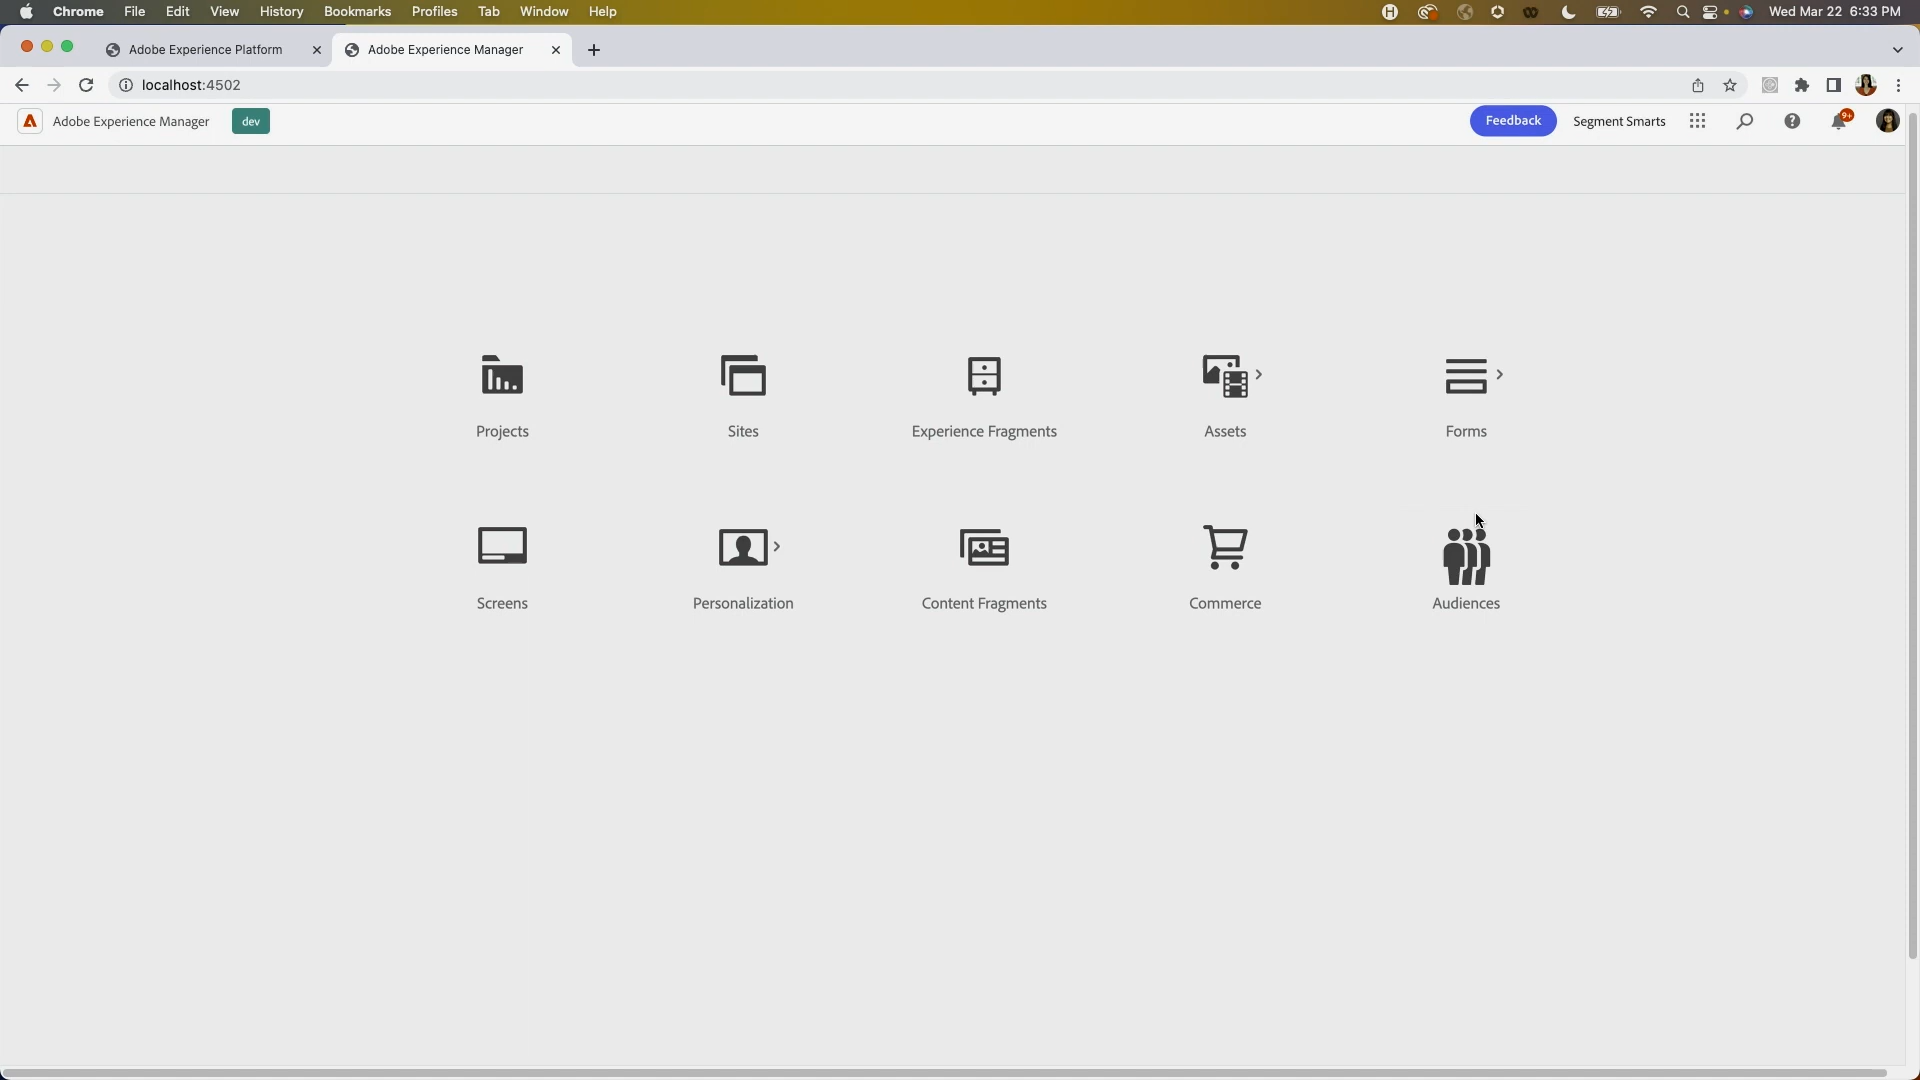 Chrome File Edit View History Bookmarks Profiles Tab Window Help Wed Mar 22 6:33 PM
Adobe Experience Platform Adobe Experience Manager
localhost:4502
Adobe Experience Manager dev Feedback Segment Smarts 9+
Projects Sites Experience Fragments Assets Forms
Screens Personalization Content Fragments Commerce Audiences